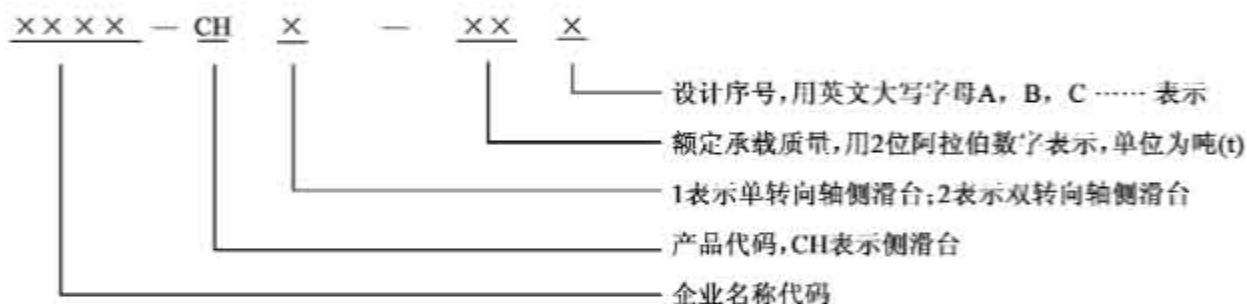 ×××× — CH × — ×× ×
设计序号,用英文大写字母A, B, C …… 表示
额定承载质量,用2位阿拉伯数字表示,单位为吨(t)
1表示单转向轴侧滑台;2表示双转向轴侧滑台
产品代码,CH表示侧滑台
企业名称代码